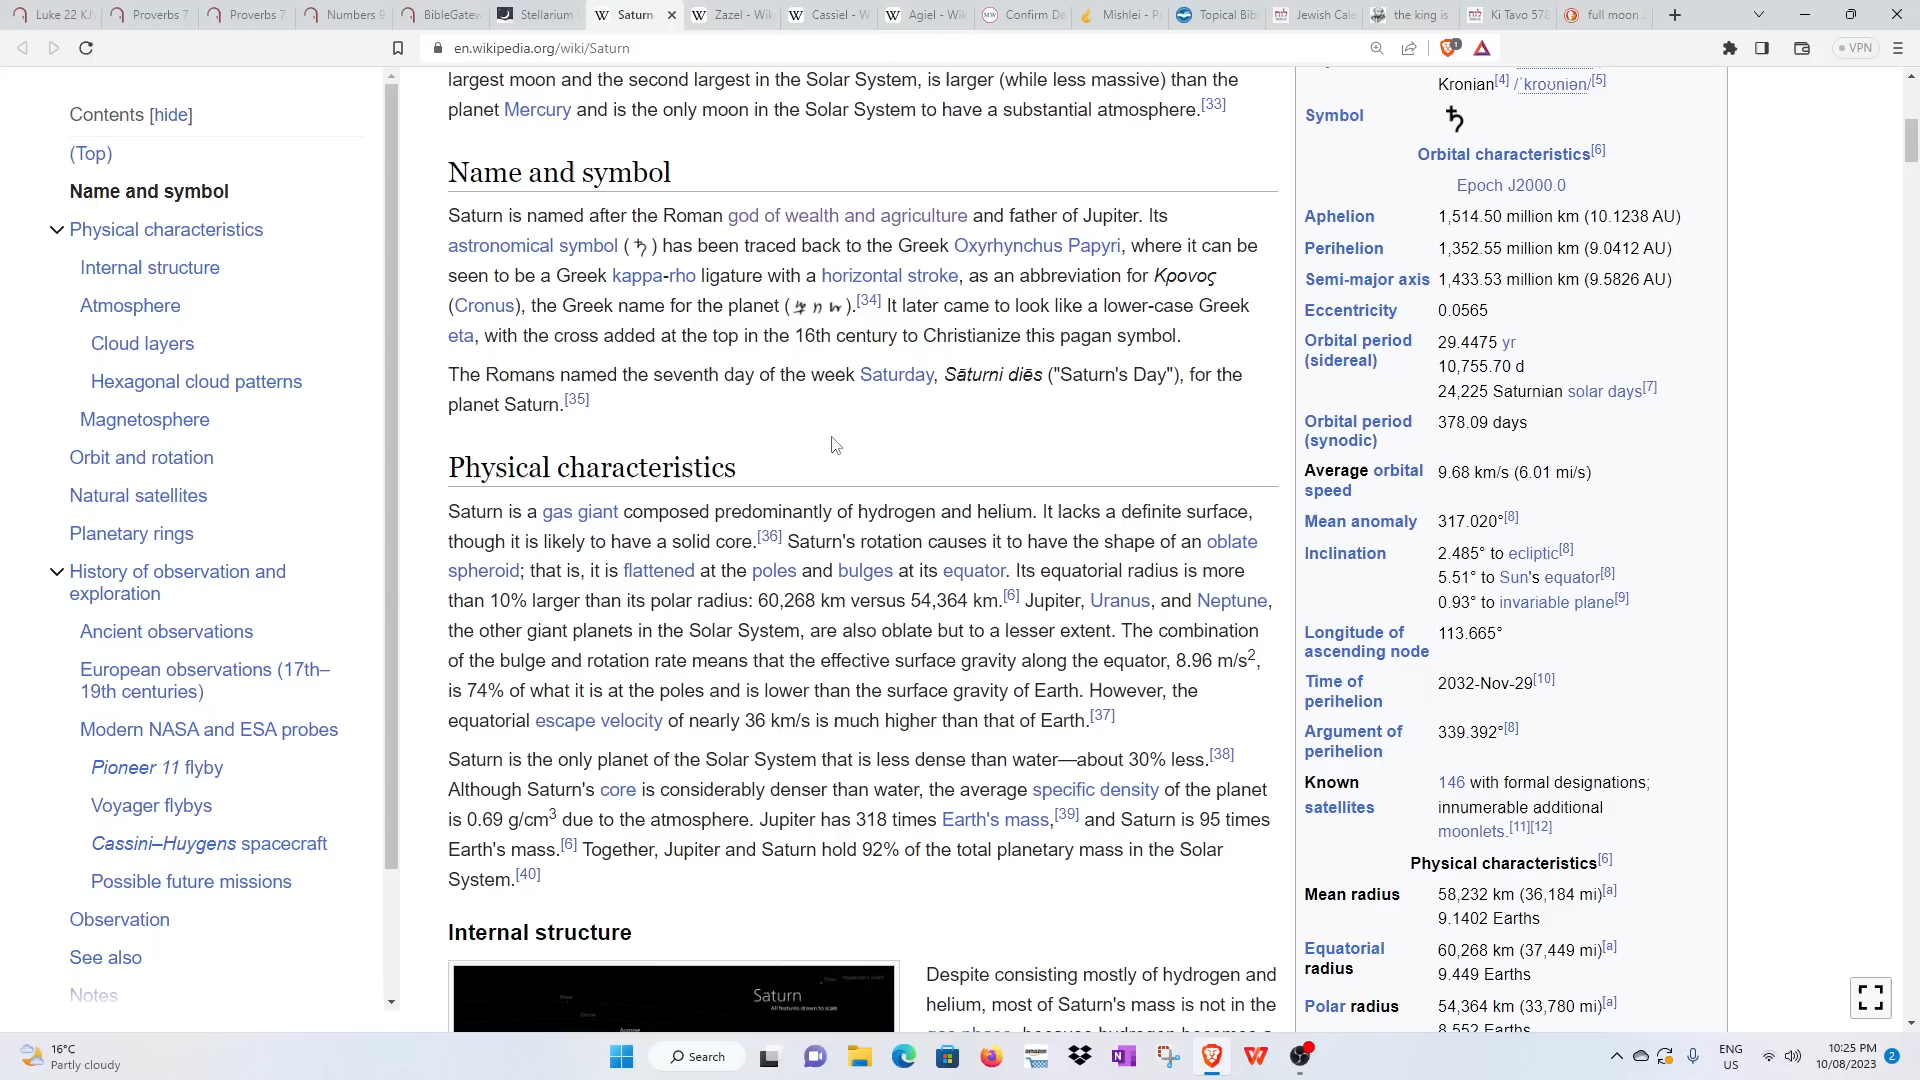 Luke 22 KJV
Proverbs 7
Proverbs 7
Numbers 9
BibleGatew
Stellarium
Saturn
Zazel - Wiki
Cassiel - W
Agiel - Wiki
Confirm De
Mishlei - P
Topical Bib
Jewish Cale
the king is
Ki Tavo 578
full moon 2
en.wikipedia.org/wiki/Saturn
1
VPN
Contents [hide]
(Top)
Name and symbol
Physical characteristics
Internal structure
Atmosphere
Cloud layers
Hexagonal cloud patterns
Magnetosphere
Orbit and rotation
Natural satellites
Planetary rings
History of observation and
exploration
Ancient observations
European observations (17th–
19th centuries)
Modern NASA and ESA probes
Pioneer 11 flyby
Voyager flybys
Cassini–Huygens spacecraft
Possible future missions
Observation
See also
Notes
largest moon and the second largest in the Solar System, is larger (while less massive) than the
planet Mercury and is the only moon in the Solar System to have a substantial atmosphere.[33]
Name and symbol
Saturn is named after the Roman god of wealth and agriculture and father of Jupiter. Its
astronomical symbol (♄) has been traced back to the Greek Oxyrhynchus Papyri, where it can be
seen to be a Greek kappa-rho ligature with a horizontal stroke, as an abbreviation for Κρονος
(Cronus), the Greek name for the planet ( ).[34] It later came to look like a lower-case Greek
eta, with the cross added at the top in the 16th century to Christianize this pagan symbol.
The Romans named the seventh day of the week Saturday, Sāturni diēs ("Saturn's Day"), for the
planet Saturn.[35]
Physical characteristics
Saturn is a gas giant composed predominantly of hydrogen and helium. It lacks a definite surface,
though it is likely to have a solid core.[36] Saturn's rotation causes it to have the shape of an oblate
spheroid; that is, it is flattened at the poles and bulges at its equator. Its equatorial radius is more
than 10% larger than its polar radius: 60,268 km versus 54,364 km.[6] Jupiter, Uranus, and Neptune,
the other giant planets in the Solar System, are also oblate but to a lesser extent. The combination
of the bulge and rotation rate means that the effective surface gravity along the equator, 8.96 m/s²,
is 74% of what it is at the poles and is lower than the surface gravity of Earth. However, the
equatorial escape velocity of nearly 36 km/s is much higher than that of Earth.[37]
Saturn is the only planet of the Solar System that is less dense than water—about 30% less.[38]
Although Saturn's core is considerably denser than water, the average specific density of the planet
is 0.69 g/cm³ due to the atmosphere. Jupiter has 318 times Earth's mass,[39] and Saturn is 95 times
Earth's mass.[6] Together, Jupiter and Saturn hold 92% of the total planetary mass in the Solar
System.[40]
Internal structure
Saturn
All features drawn to scale
Despite consisting mostly of hydrogen and
helium, most of Saturn's mass is not in the
gas phase, because hydrogen becomes a
Kronian[4] /ˈkroʊniən/[5]
Symbol ♄
Orbital characteristics[6]
Epoch J2000.0
Aphelion 1,514.50 million km (10.1238 AU)
Perihelion 1,352.55 million km (9.0412 AU)
Semi-major axis 1,433.53 million km (9.5826 AU)
Eccentricity 0.0565
Orbital period 29.4475 yr
(sidereal) 10,755.70 d
24,225 Saturnian solar days[7]
Orbital period 378.09 days
(synodic)
Average orbital 9.68 km/s (6.01 mi/s)
speed
Mean anomaly 317.020°[8]
Inclination 2.485° to ecliptic[8]
5.51° to Sun's equator[8]
0.93° to invariable plane[9]
Longitude of 113.665°
ascending node
Time of 2032-Nov-29[10]
perihelion
Argument of 339.392°[8]
perihelion
Known 146 with formal designations;
satellites innumerable additional
moonlets.[11][12]
Physical characteristics[6]
Mean radius 58,232 km (36,184 mi)[a]
9.1402 Earths
Equatorial 60,268 km (37,449 mi)[a]
radius 9.449 Earths
Polar radius 54,364 km (33,780 mi)[a]
8.552 Earths
16°C
Partly cloudy
Search
amazon
ENG
US
10:25 PM
10/08/2023
2